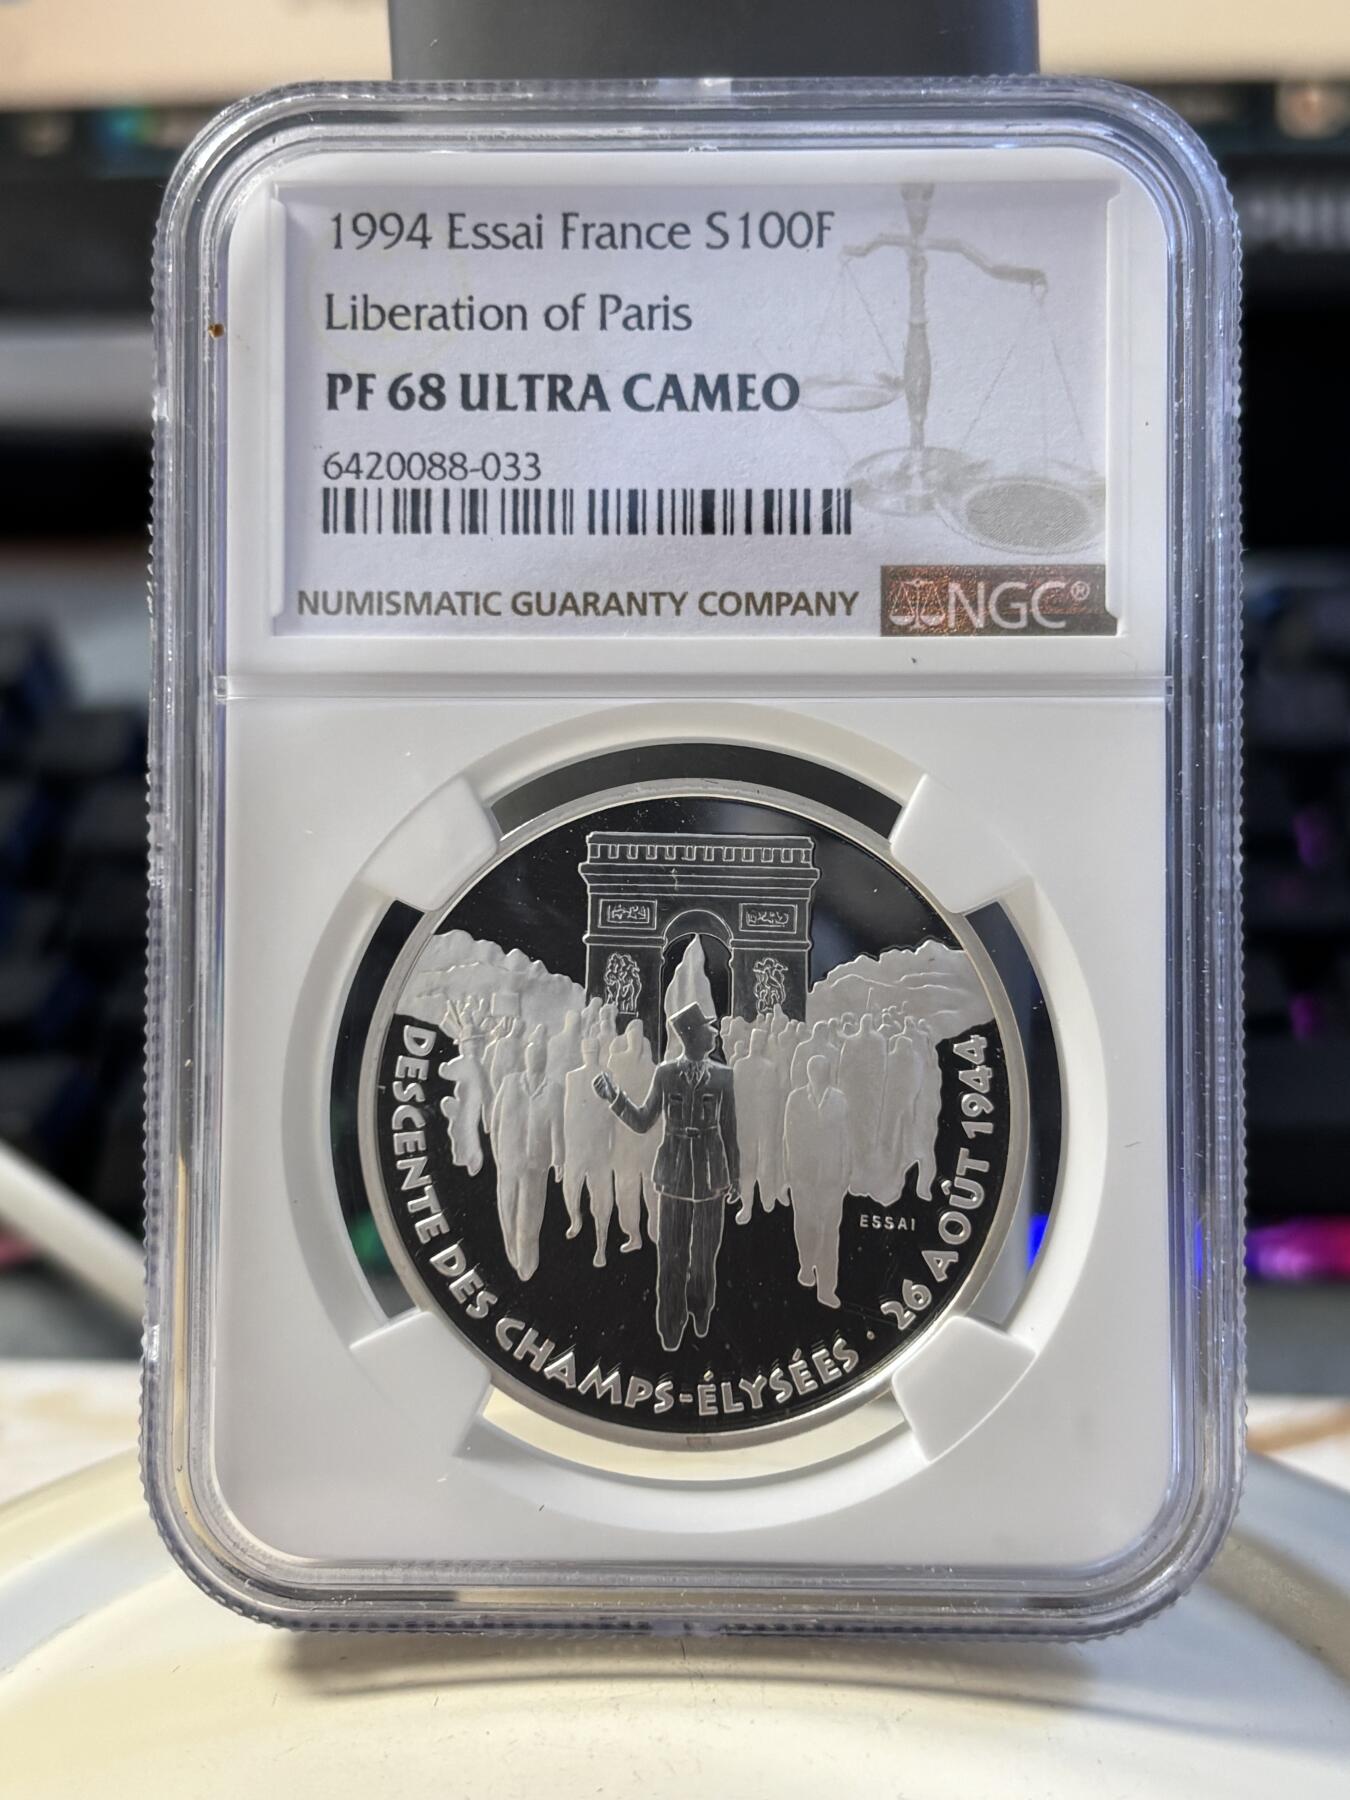 1994 Essai France S100F
Liberation of Paris
PF 68 ULTRA CAMEO
6420088-033
NUMISMATIC GUARANTY COMPANY
NGC®
DESCENTE DES CHAMPS-ÉLYSÉES · 26 AOÛT 1944
ESSAI